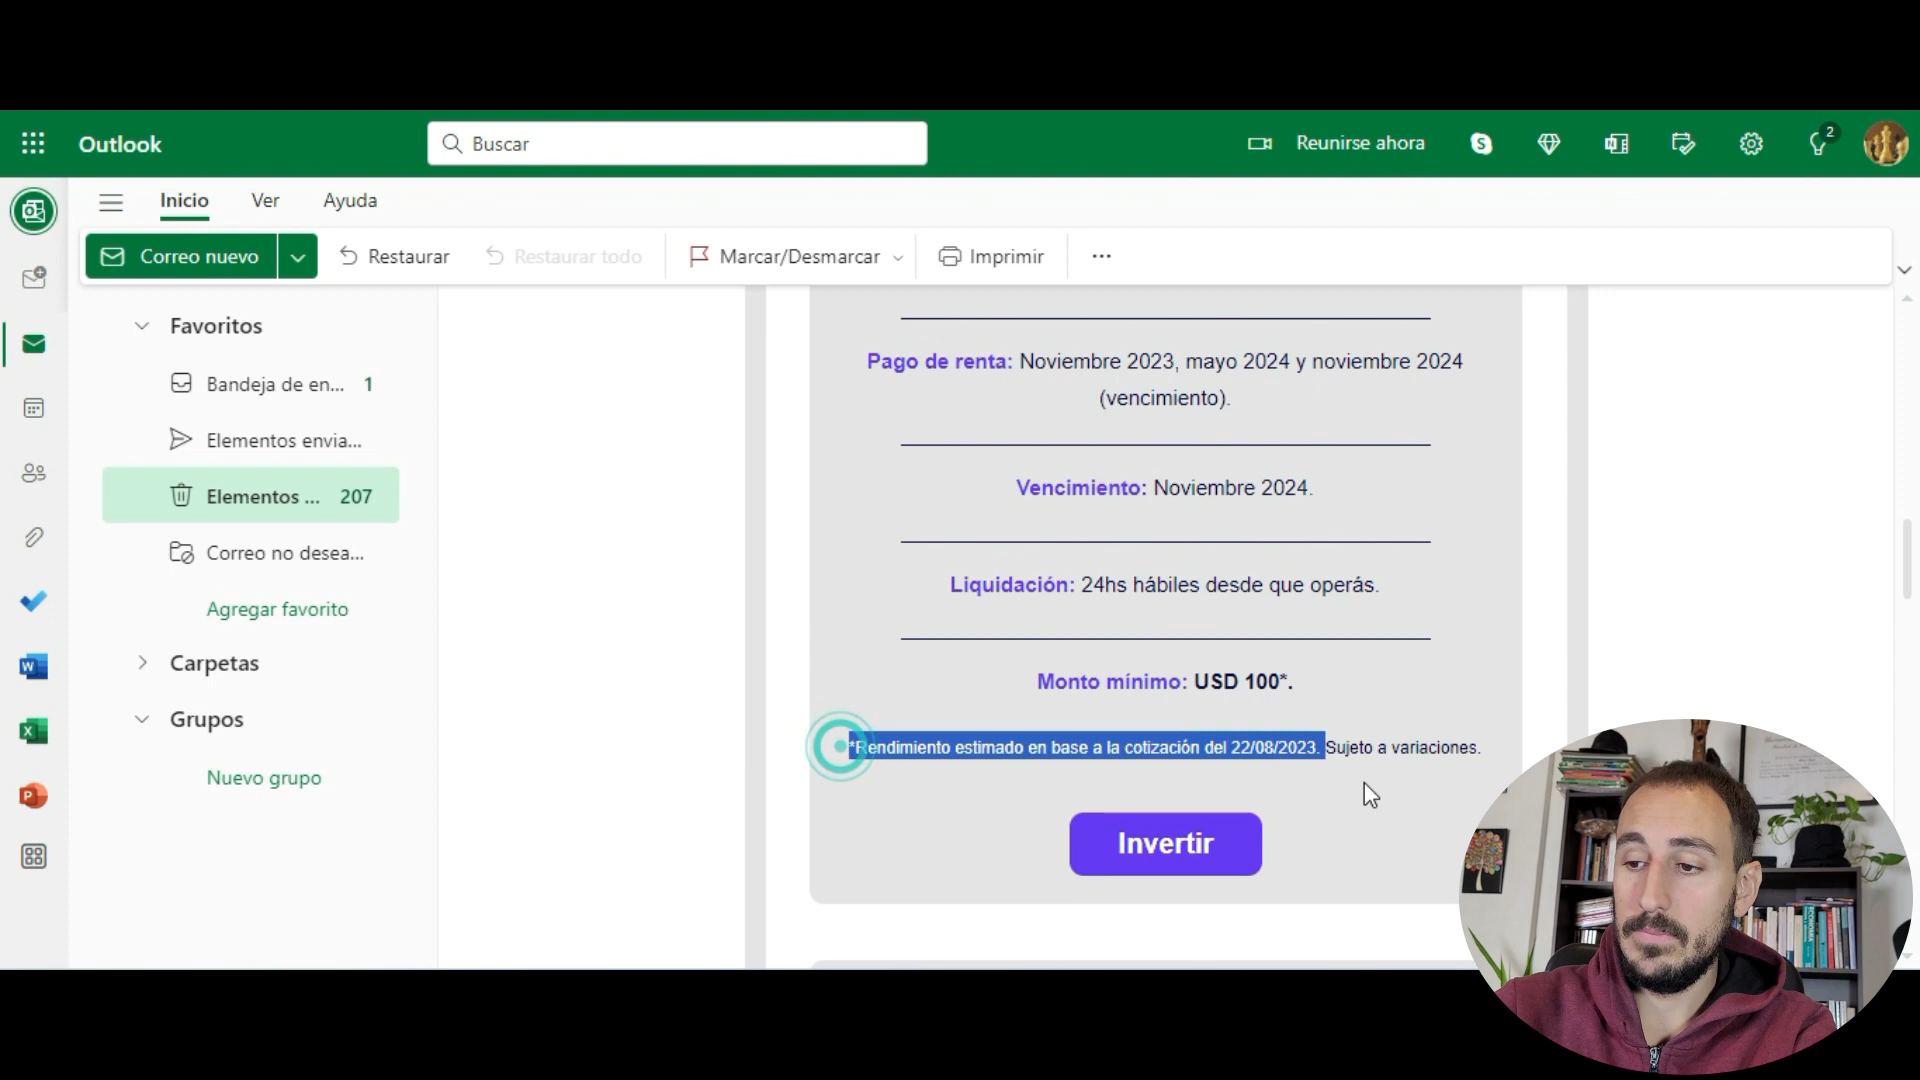 Outlook
Buscar
Reunirse ahora
2
Inicio
Ver
Ayuda
Correo nuevo
Restaurar
Restaurar todo
Marcar/Desmarcar
Imprimir
Favoritos
Bandeja de en... 1
Elementos envia...
Elementos ... 207
Correo no desea...
Agregar favorito
Carpetas
Grupos
Nuevo grupo
Pago de renta: Noviembre 2023, mayo 2024 y noviembre 2024
(vencimiento).
Vencimiento: Noviembre 2024.
Liquidación: 24hs hábiles desde que operás.
Monto mínimo: USD 100*.
*Rendimiento estimado en base a la cotización del 22/08/2023. Sujeto a variaciones.
Invertir